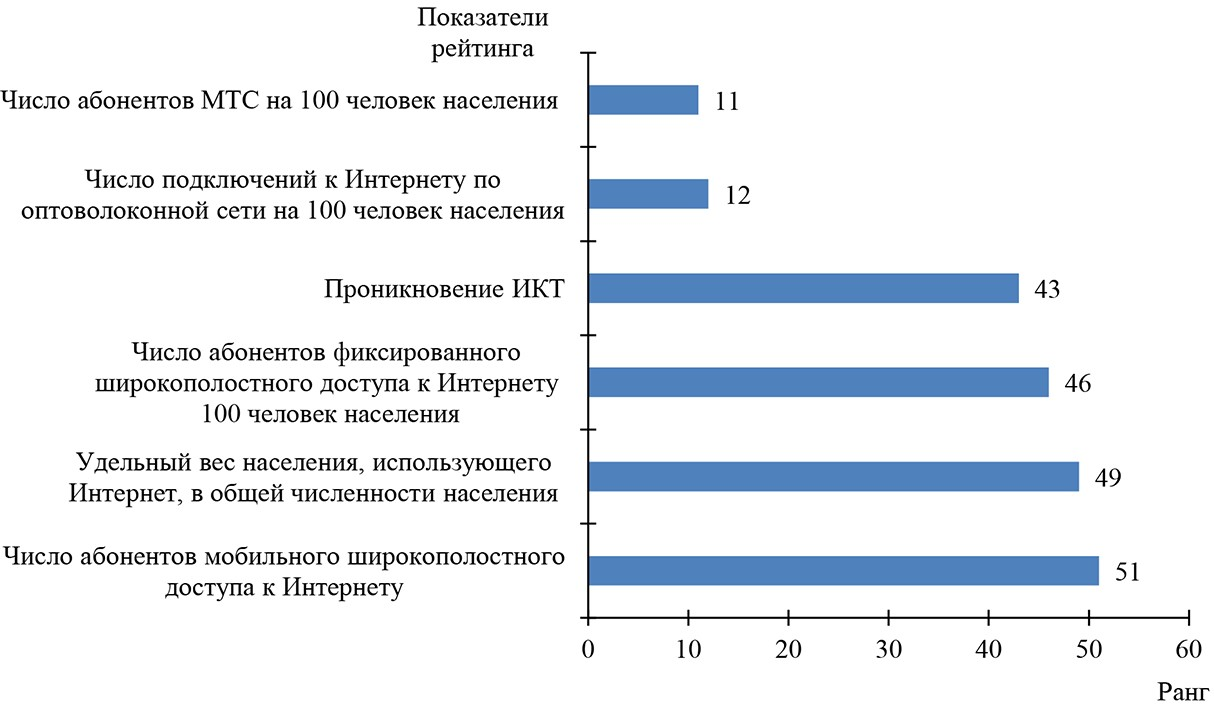 Показатели
рейтинга
Число абонентов МТС на 100 человек населения
11
Число подключений к Интернету по
оптоволоконной сети на 100 человек населения
12
Проникновение ИКТ
43
Число абонентов фиксированного
широкополостного доступа к Интернету
100 человек населения
46
Удельный вес населения, использующего
Интернет, в общей численности населения
49
Число абонентов мобильного широкополостного
доступа к Интернету
51
0 10 20 30 40 50 60
Ранг